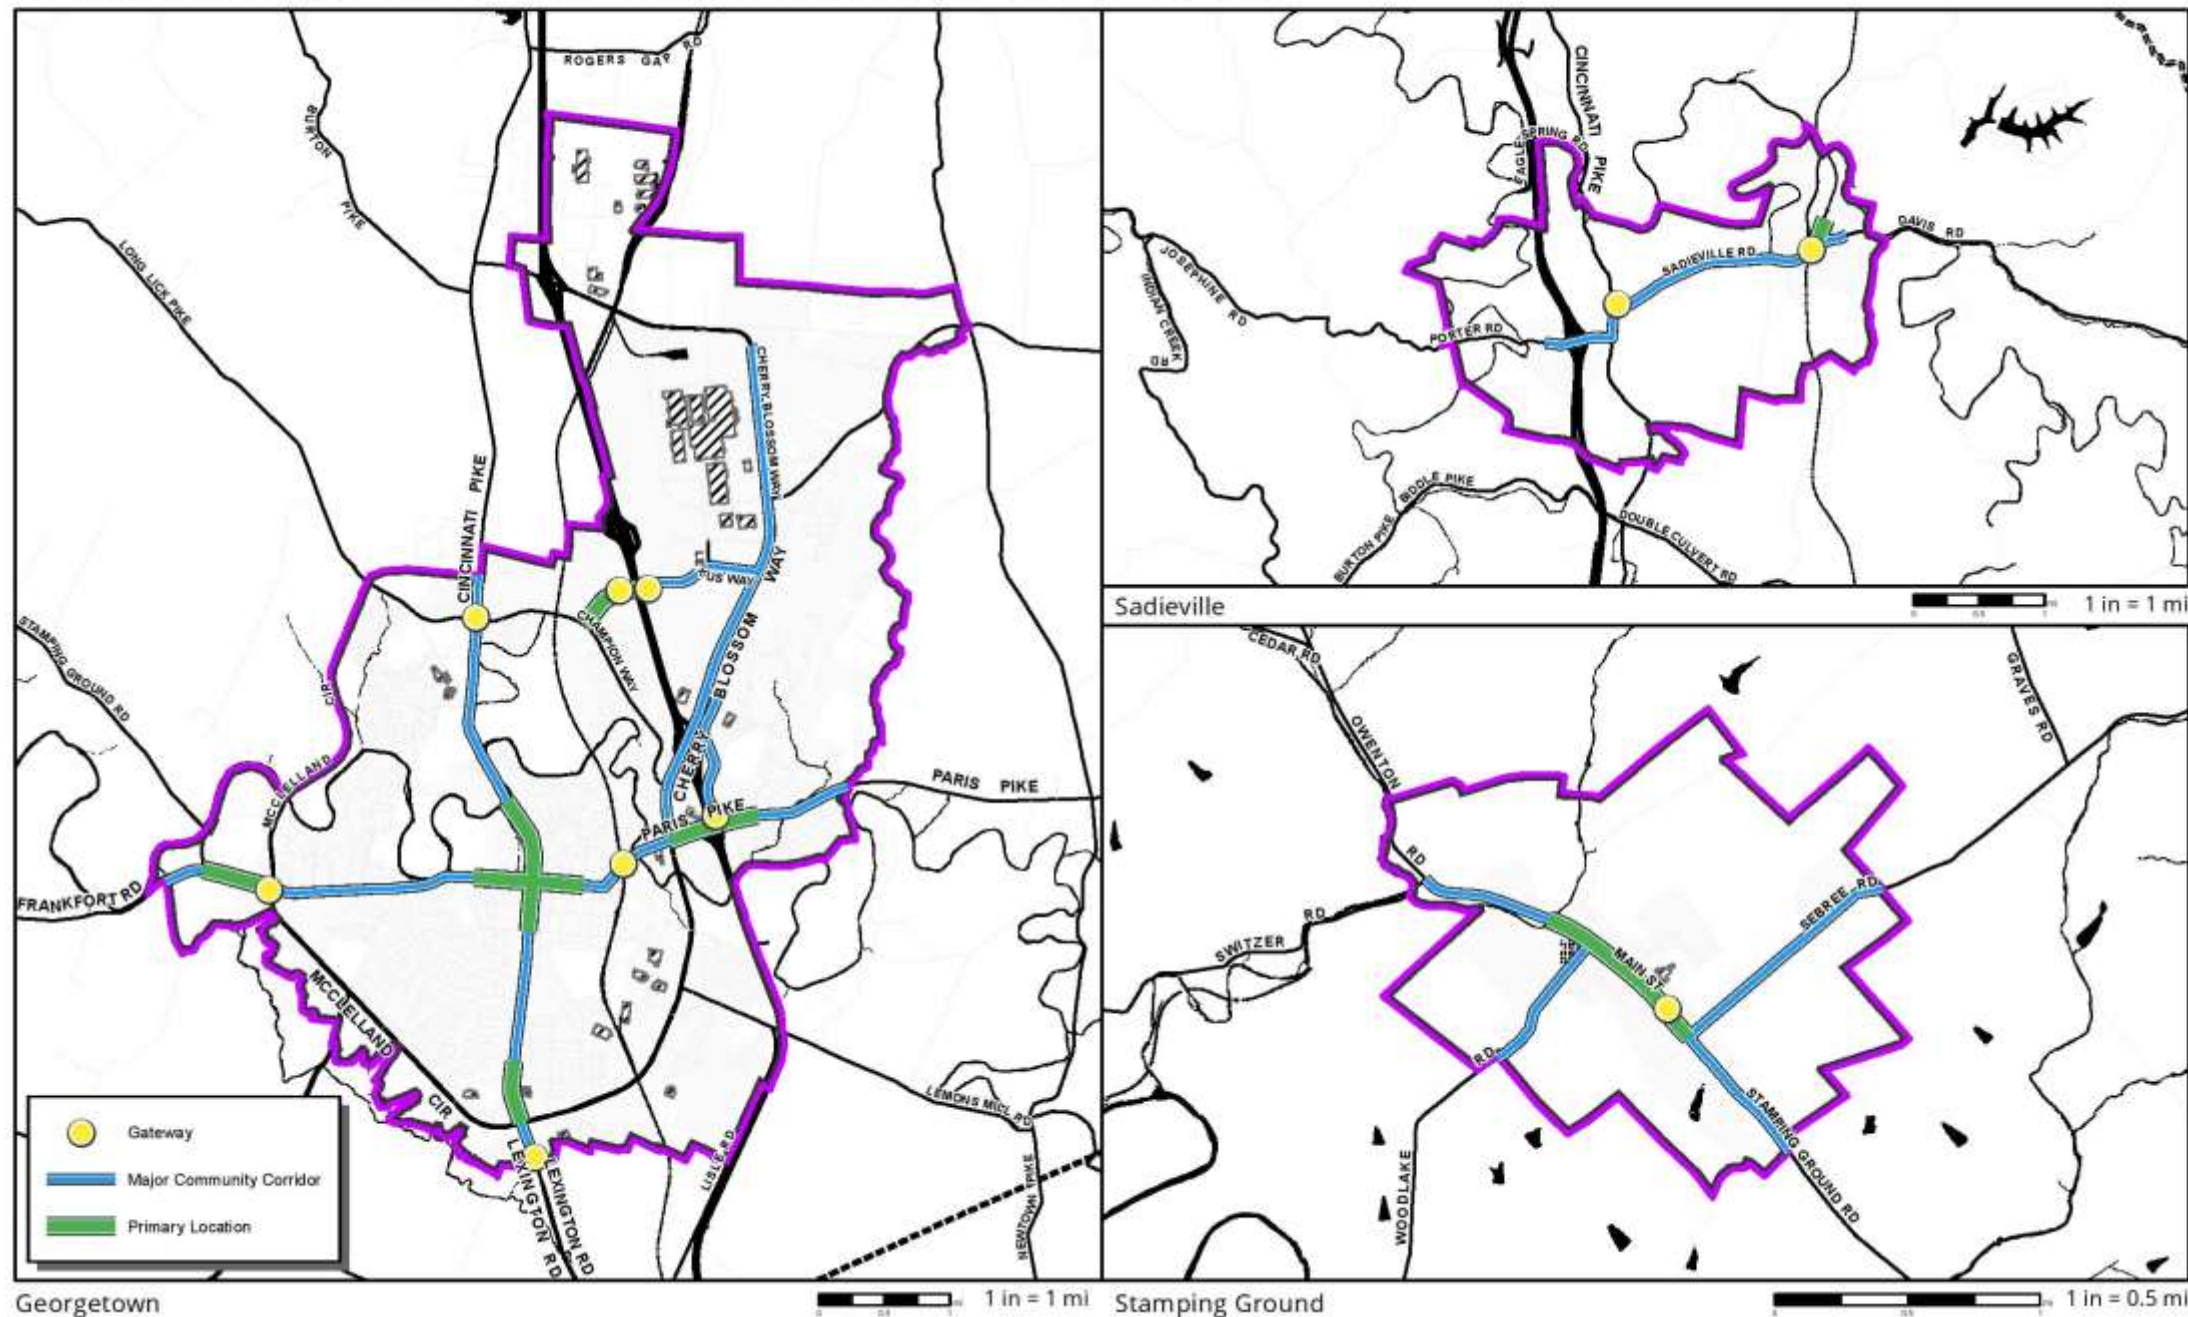 ROGERS GAP RD
BURTON PIKE
LONG LICK PIKE
CINCINNATI PIKE
CHERRY BLOSSOM WAY
STAMPING GROUND RD
LEXUS WAY
CHAMPION WAY
CHERRY BLOSSOM WAY
CIR
MCCLELLAND
PARIS PIKE
PARIS PIKE
FRANKFORT RD
MCCLELLAND CIR
LEMONS MILL RD
LISLE RD
NEWTOWN PIKE
LEXINGTON RD
LEXINGTON RD
Gateway
Major Community Corridor
Primary Location
Georgetown
1 in = 1 mi
CINCINNATI PIKE
EAGLE SPRING RD
DAVIS RD
SADIEVILLE RD
JOSEPHINE RD
INDIAN CREEK RD
PORTER RD
BIDDLE PIKE
BURTON PIKE
DOUBLE CULVERT RD
Sadieville
1 in = 1 mi
CEDAR RD
GRAVES RD
OWENTON RD
SEBREE RD
SWITZER RD
MAIN ST
RD
STAMPING GROUND RD
WOODLAKE
Stamping Ground
1 in = 0.5 mi